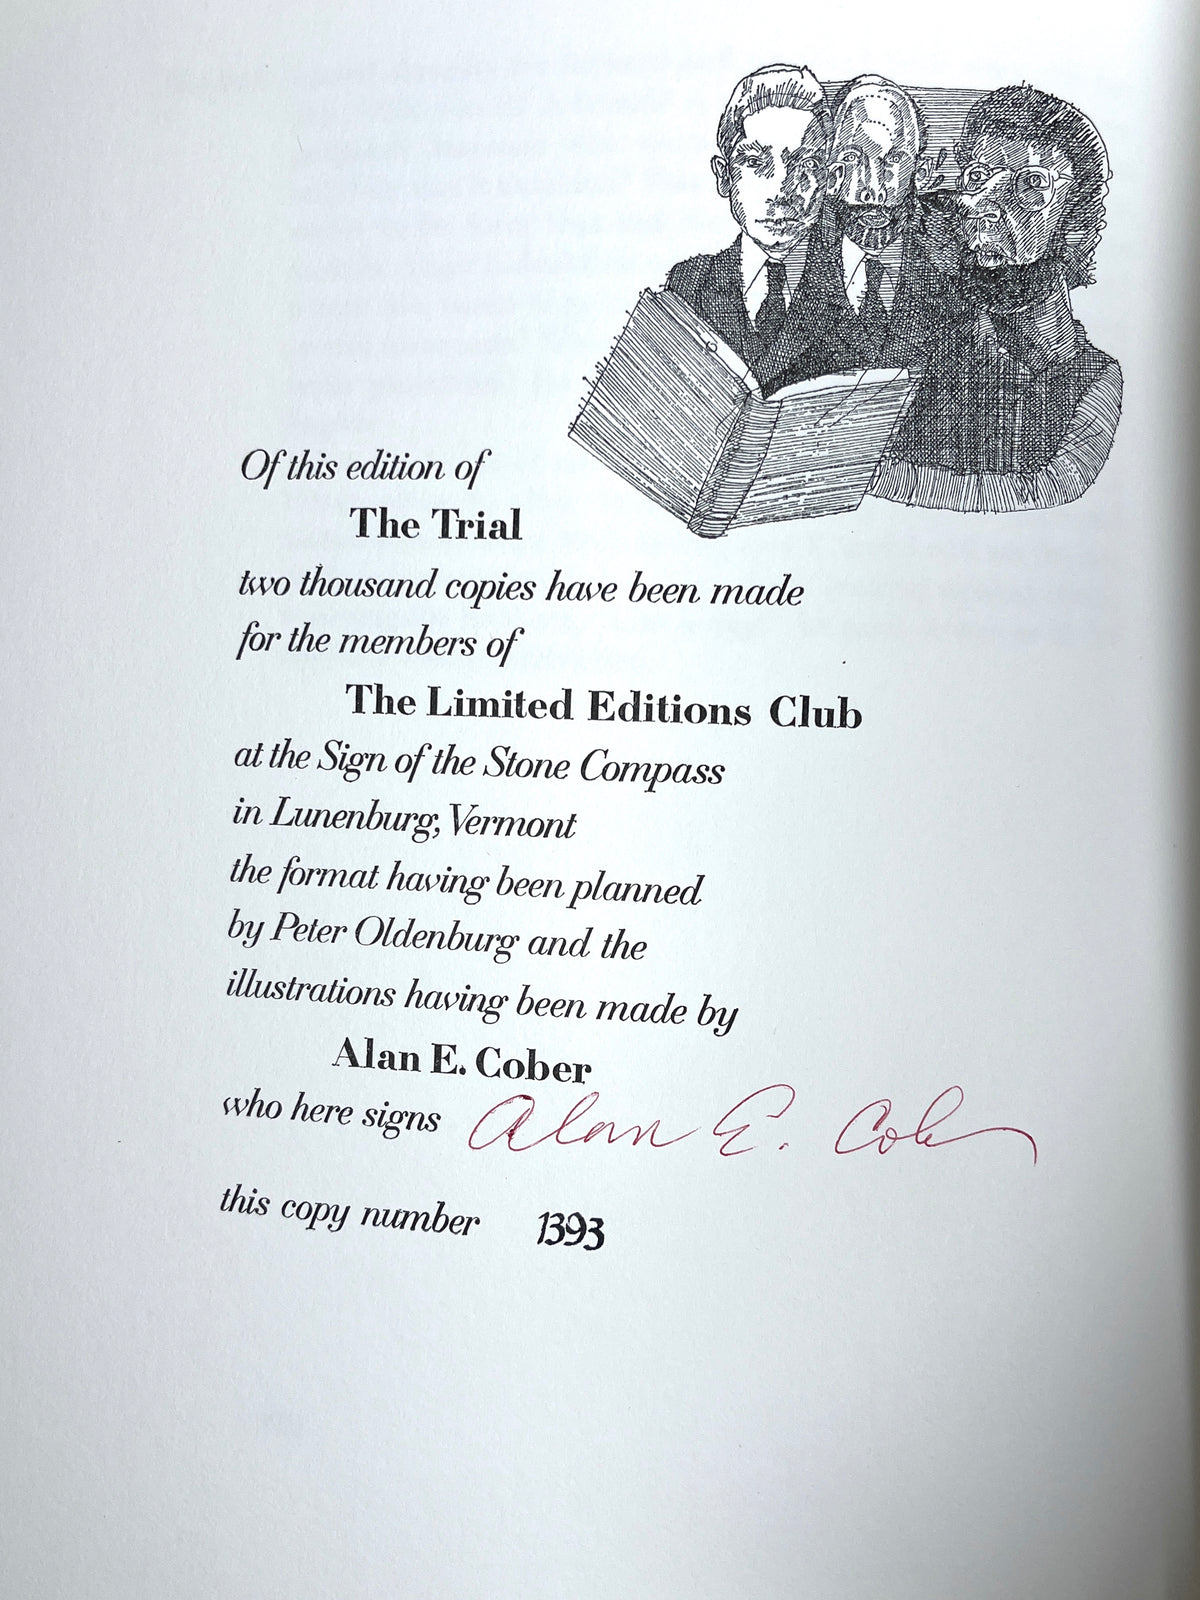 Of this edition of
The Trial
two thousand copies have been made
for the members of
The Limited Editions Club
at the Sign of the Stone Compass
in Lunenburg, Vermont
the format having been planned
by Peter Oldenburg and the
illustrations having been made by
Alan E. Cober
who here signs Alan E. Cober
this copy number 1393